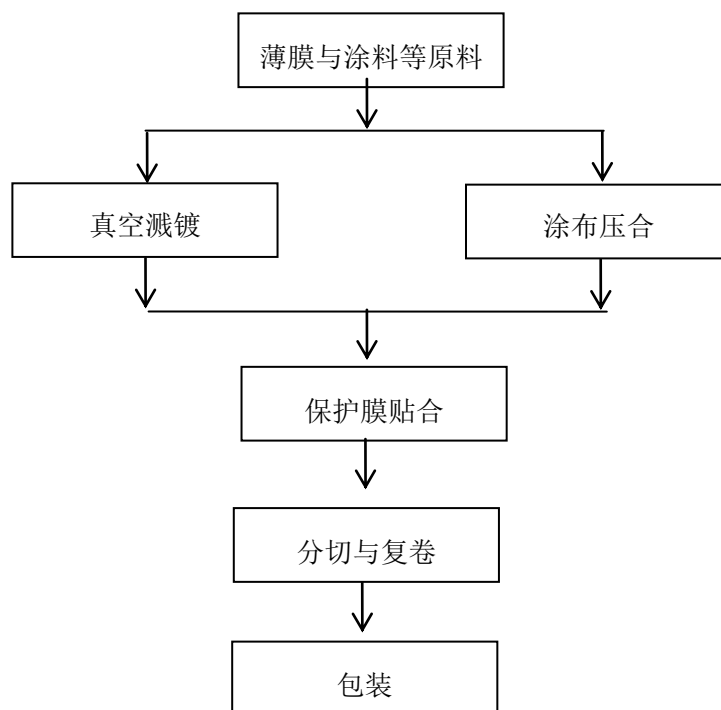 薄膜与涂料等原料
真空溅镀
涂布压合
保护膜贴合
分切与复卷
包装